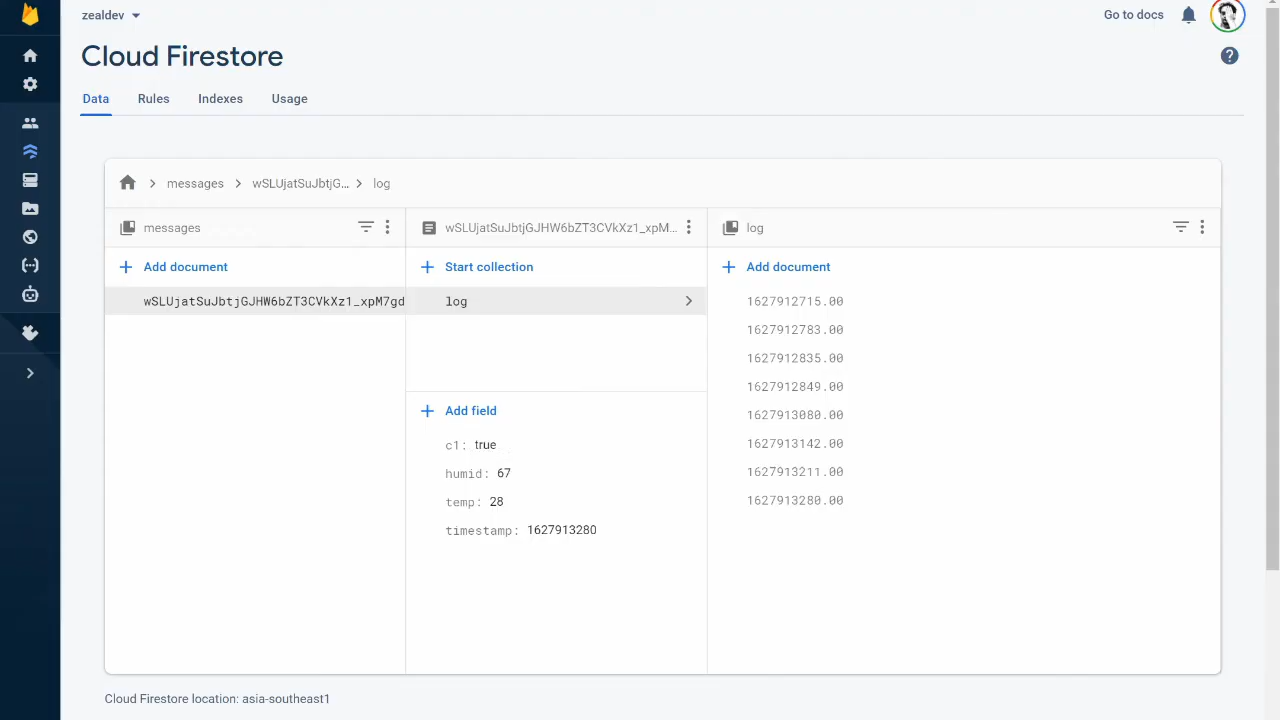 zealdev
Go to docs
Cloud Firestore
Data Rules Indexes Usage
messages wSLUjatSuJbtjG... log
messages
Add document
wSLUjatSuJbtjGJHW6bZT3CVkXz1_xpM7gd
wSLUjatSuJbtjGJHW6bZT3CVkXz1_xpM...
Start collection
log
Add field
c1: true
humid: 67
temp: 28
timestamp: 1627913280
log
Add document
1627912715.00
1627912783.00
1627912835.00
1627912849.00
1627913080.00
1627913142.00
1627913211.00
1627913280.00
Cloud Firestore location: asia-southeast1